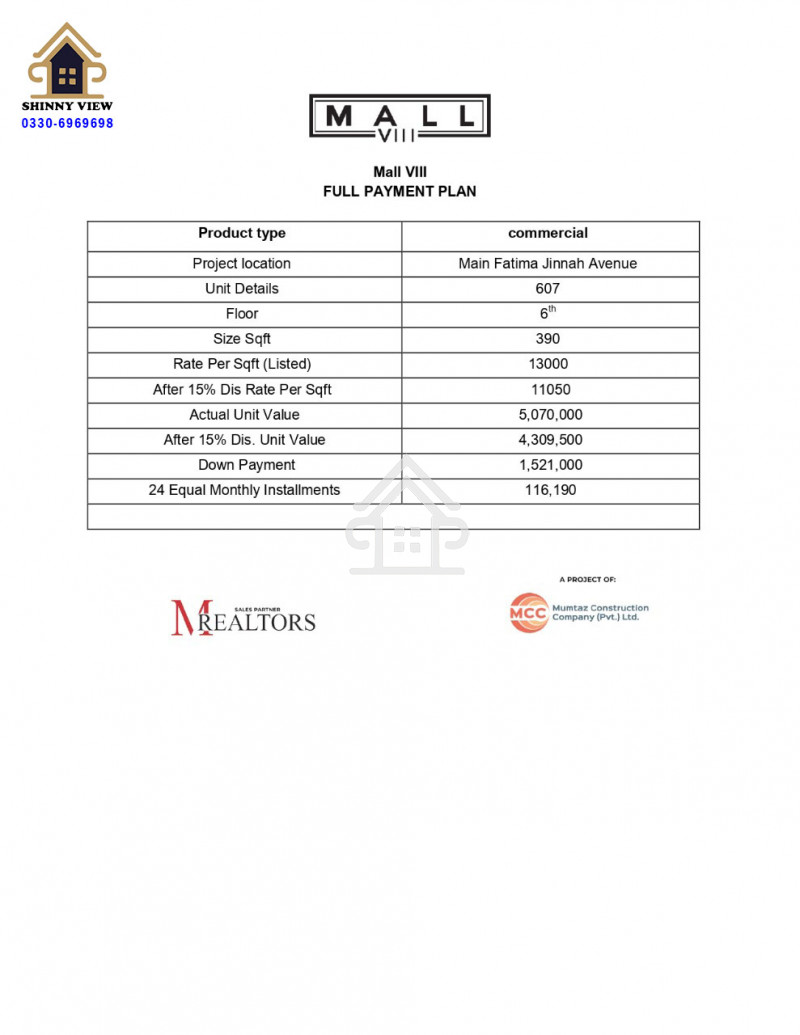 SHINNY VIEW
0330-6969698
MALL
VIII
Mall VIII
FULL PAYMENT PLAN
Product type commercial
Project location Main Fatima Jinnah Avenue
Unit Details 607
Floor 6th
Size Sqft 390
Rate Per Sqft (Listed) 13000
After 15% Dis Rate Per Sqft 11050
Actual Unit Value 5,070,000
After 15% Dis. Unit Value 4,309,500
Down Payment 1,521,000
24 Equal Monthly Installments 116,190
A PROJECT OF:
SALES PARTNER
MREALTORS
MCC Mumtaz Construction
Company (Pvt.) Ltd.